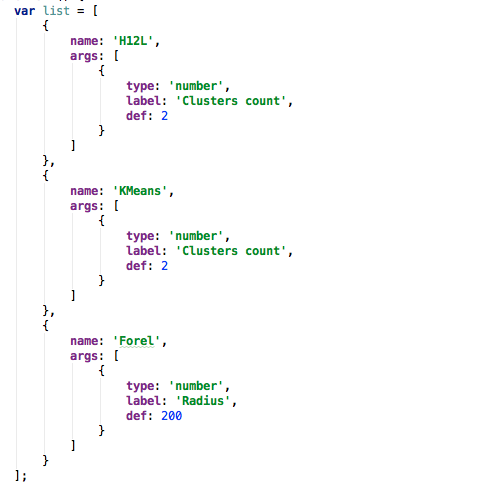 var list = [
    {
        name: 'H12L',
        args: [
            {
                type: 'number',
                label: 'Clusters count',
                def: 2
            }
        ]
    },
    {
        name: 'KMeans',
        args: [
            {
                type: 'number',
                label: 'Clusters count',
                def: 2
            }
        ]
    },
    {
        name: 'Forel',
        args: [
            {
                type: 'number',
                label: 'Radius',
                def: 200
            }
        ]
    }
];